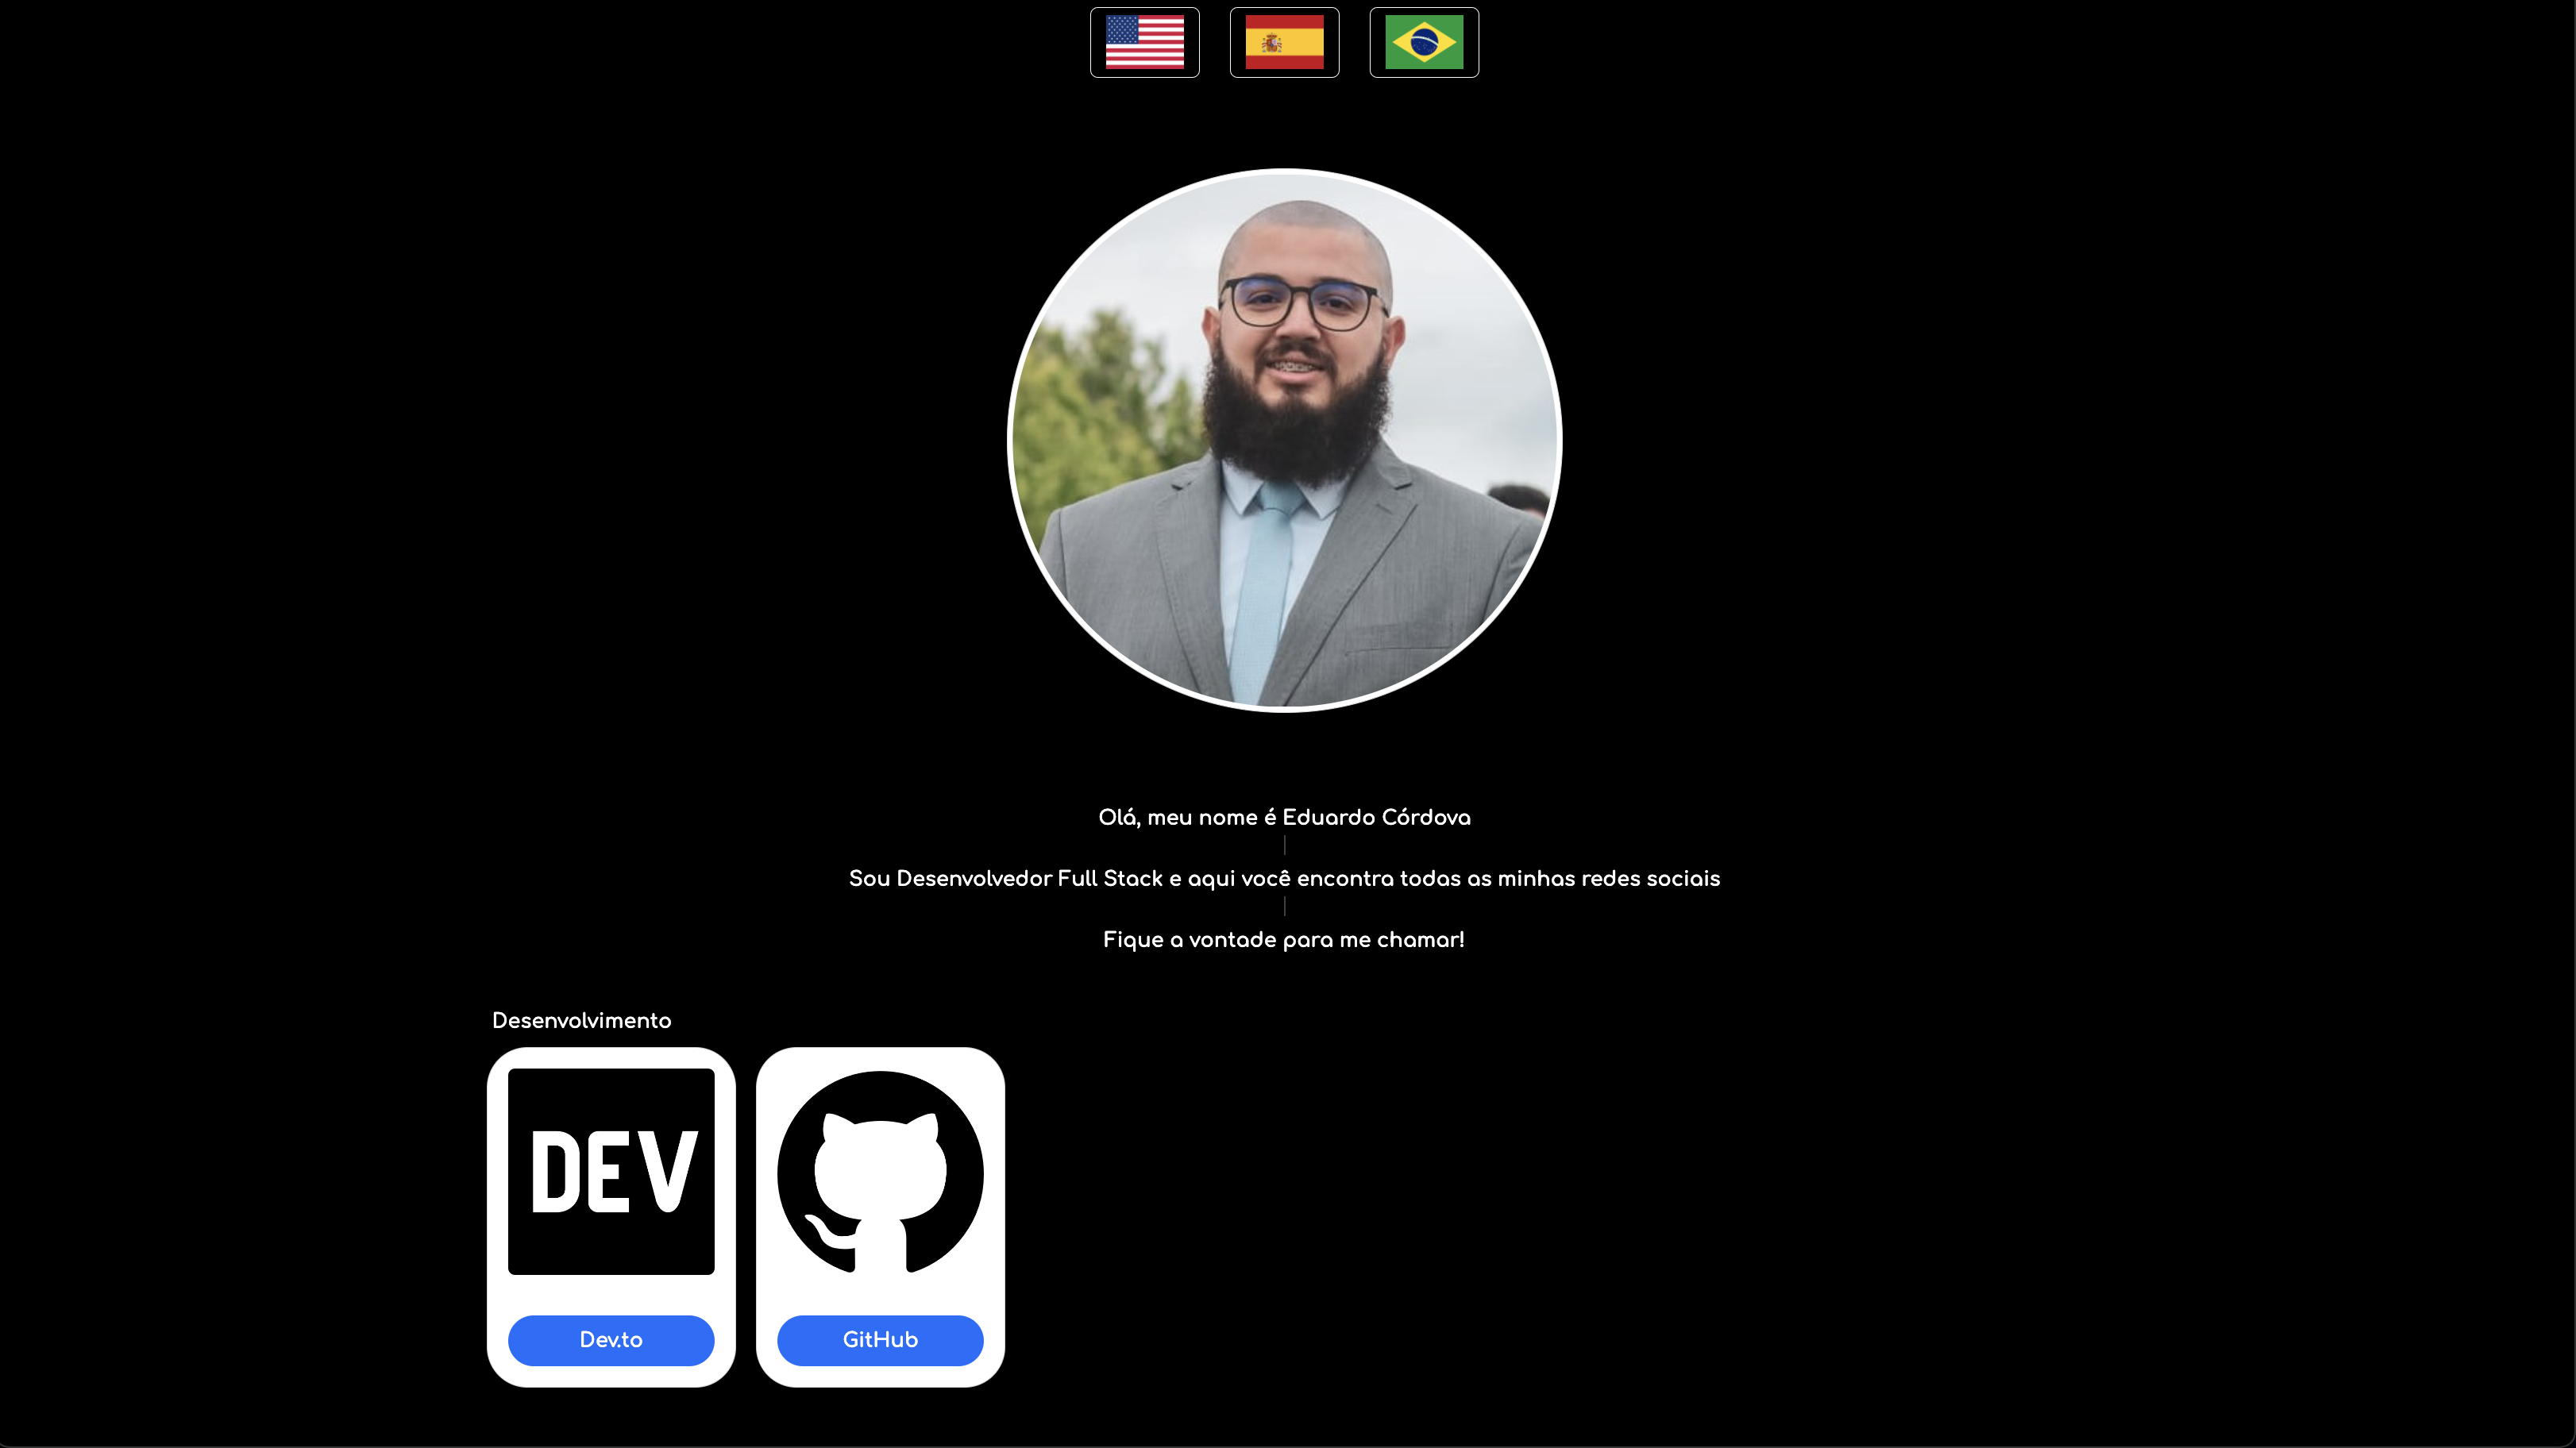 Olá, meu nome é Eduardo Córdova
Sou Desenvolvedor Full Stack e aqui você encontra todas as minhas redes sociais
Fique a vontade para me chamar!
Desenvolvimento
DEV
Dev.to
GitHub